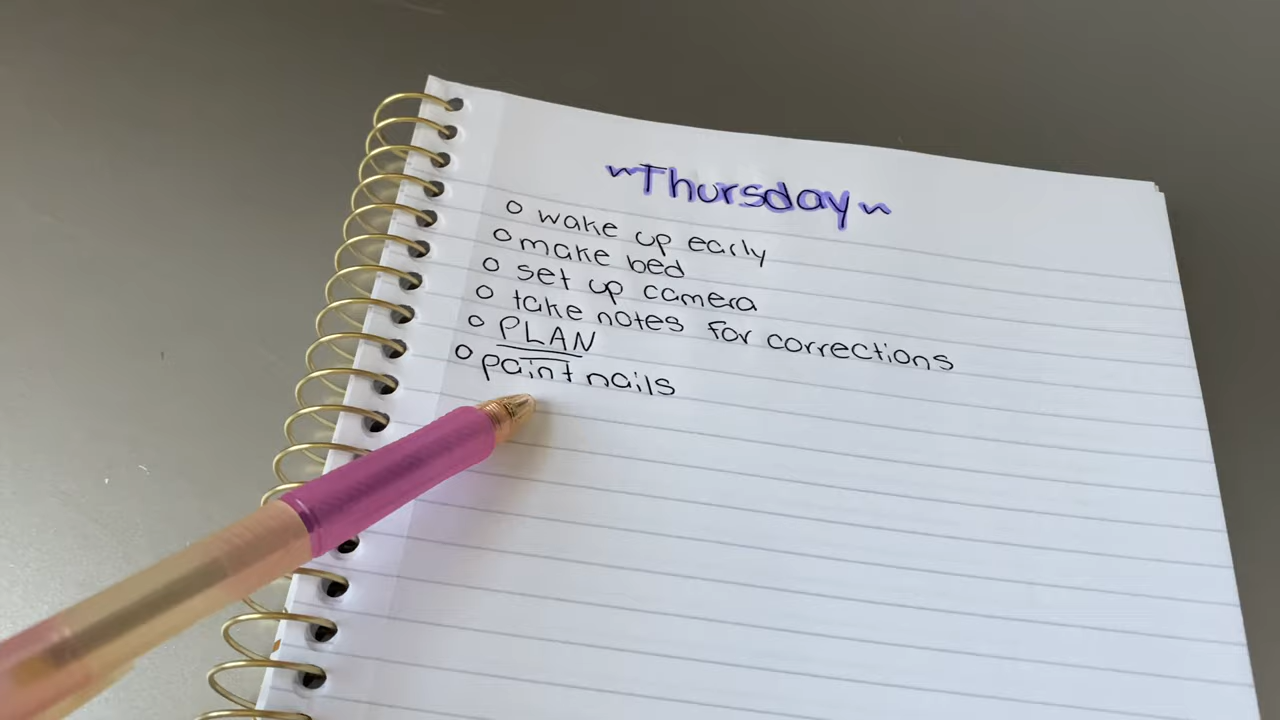 ~Thursday~
o wake up early
o make bed
o set up camera
o take notes for corrections
o PLAN
o paint nails